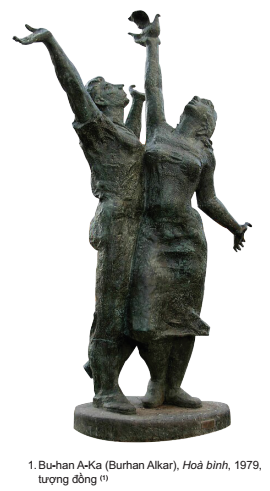 1. Bu-han A-Ka (Burhan Alkar), Hoà bình, 1979,
tượng đồng (1)